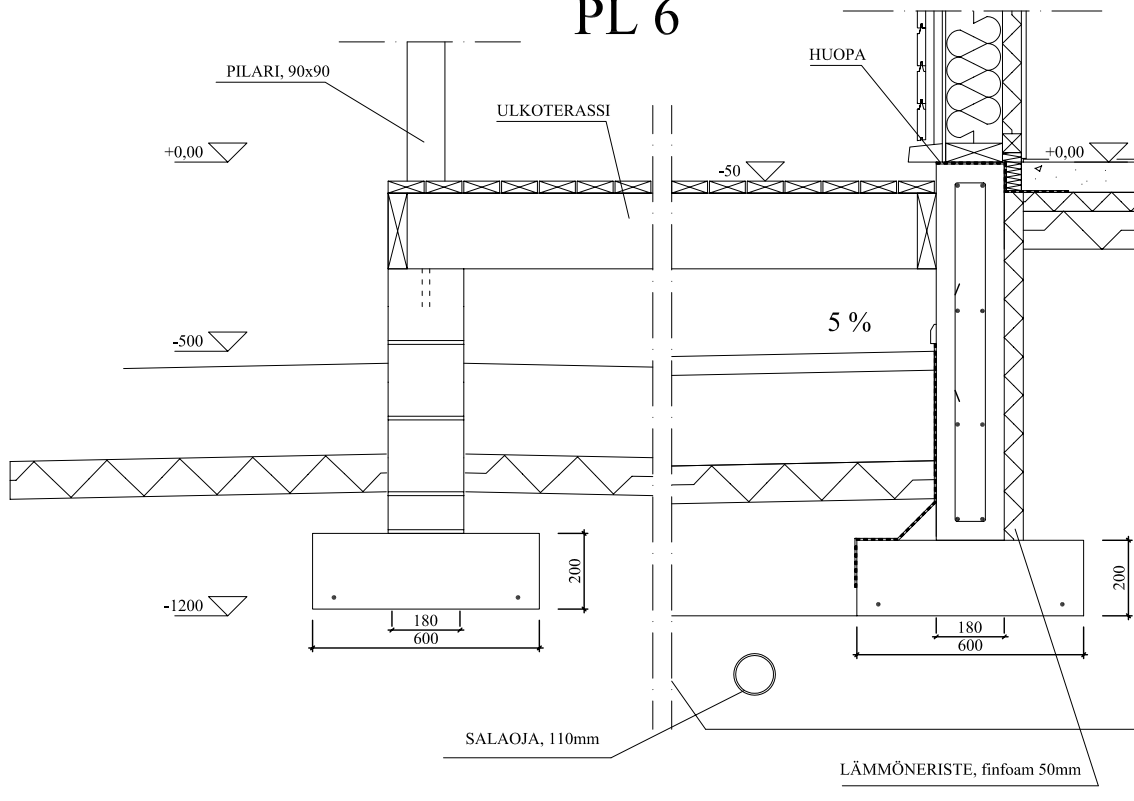 PL 6
PILARI, 90x90
HUOPA
ULKOTERASSI
+0,00
+0,00
-50
5 %
-500
200
200
-1200
180
600
180
600
SALAOJA, 110mm
LÄMMÖNERISTE, finfoam 50mm